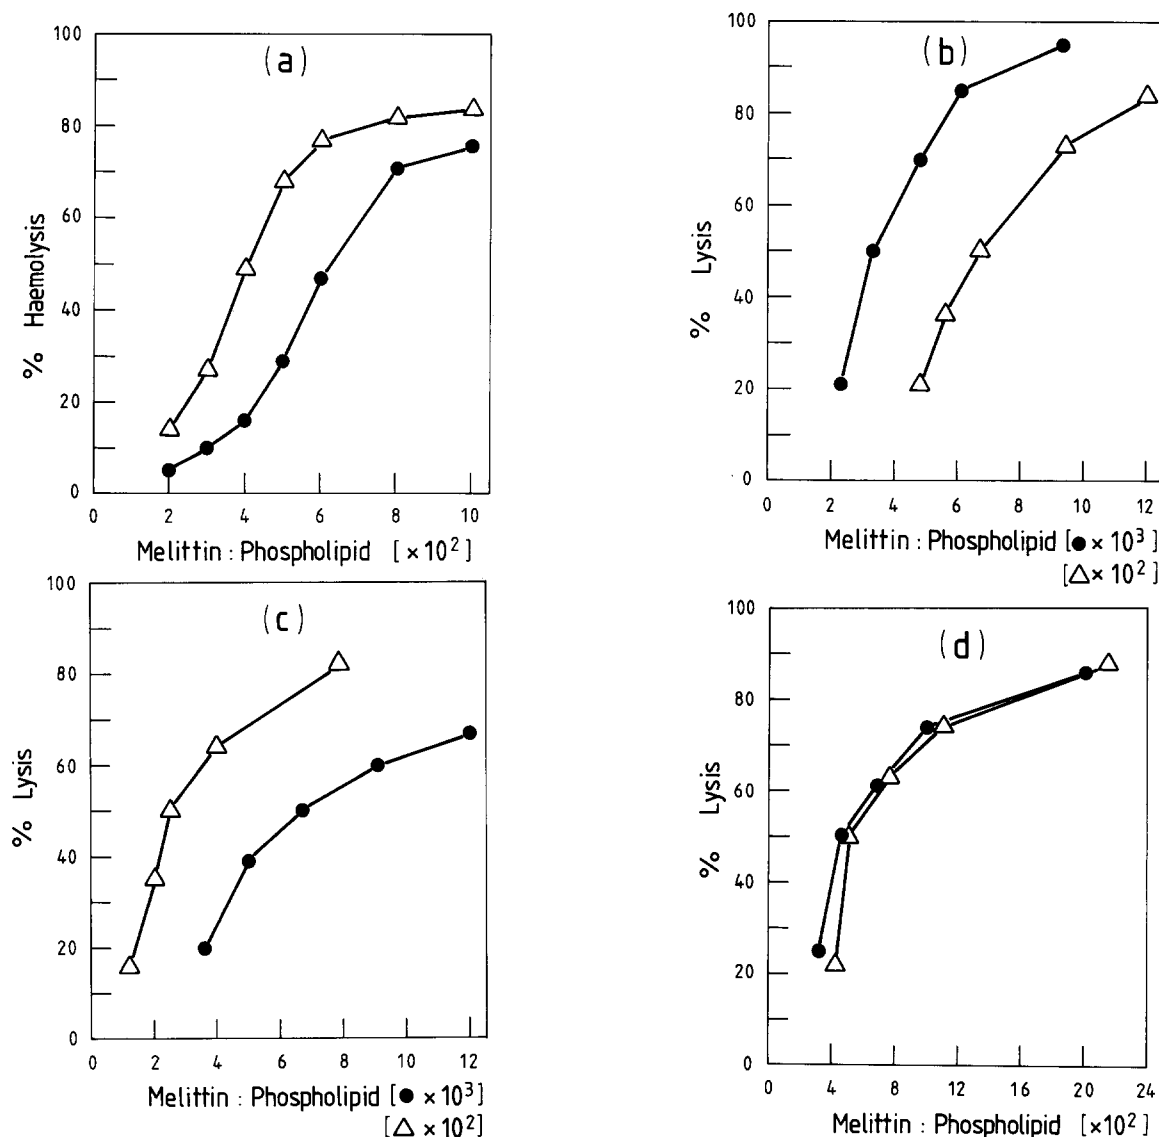 (a)
100
80
60
40
20
0
% Haemolysis
0 2 4 6 8 10
Melittin : Phospholipid [ ×10²]
(b)
100
80
60
40
20
0
% Lysis
0 2 4 6 8 10 12
Melittin : Phospholipid [● × 10³]
[△ × 10²]
(c)
100
80
60
40
20
0
% Lysis
0 2 4 6 8 10 12
Melittin : Phospholipid [● × 10³]
[△ × 10²]
(d)
100
80
60
40
20
0
% Lysis
0 4 8 12 16 20 24
Melittin : Phospholipid [×10²]